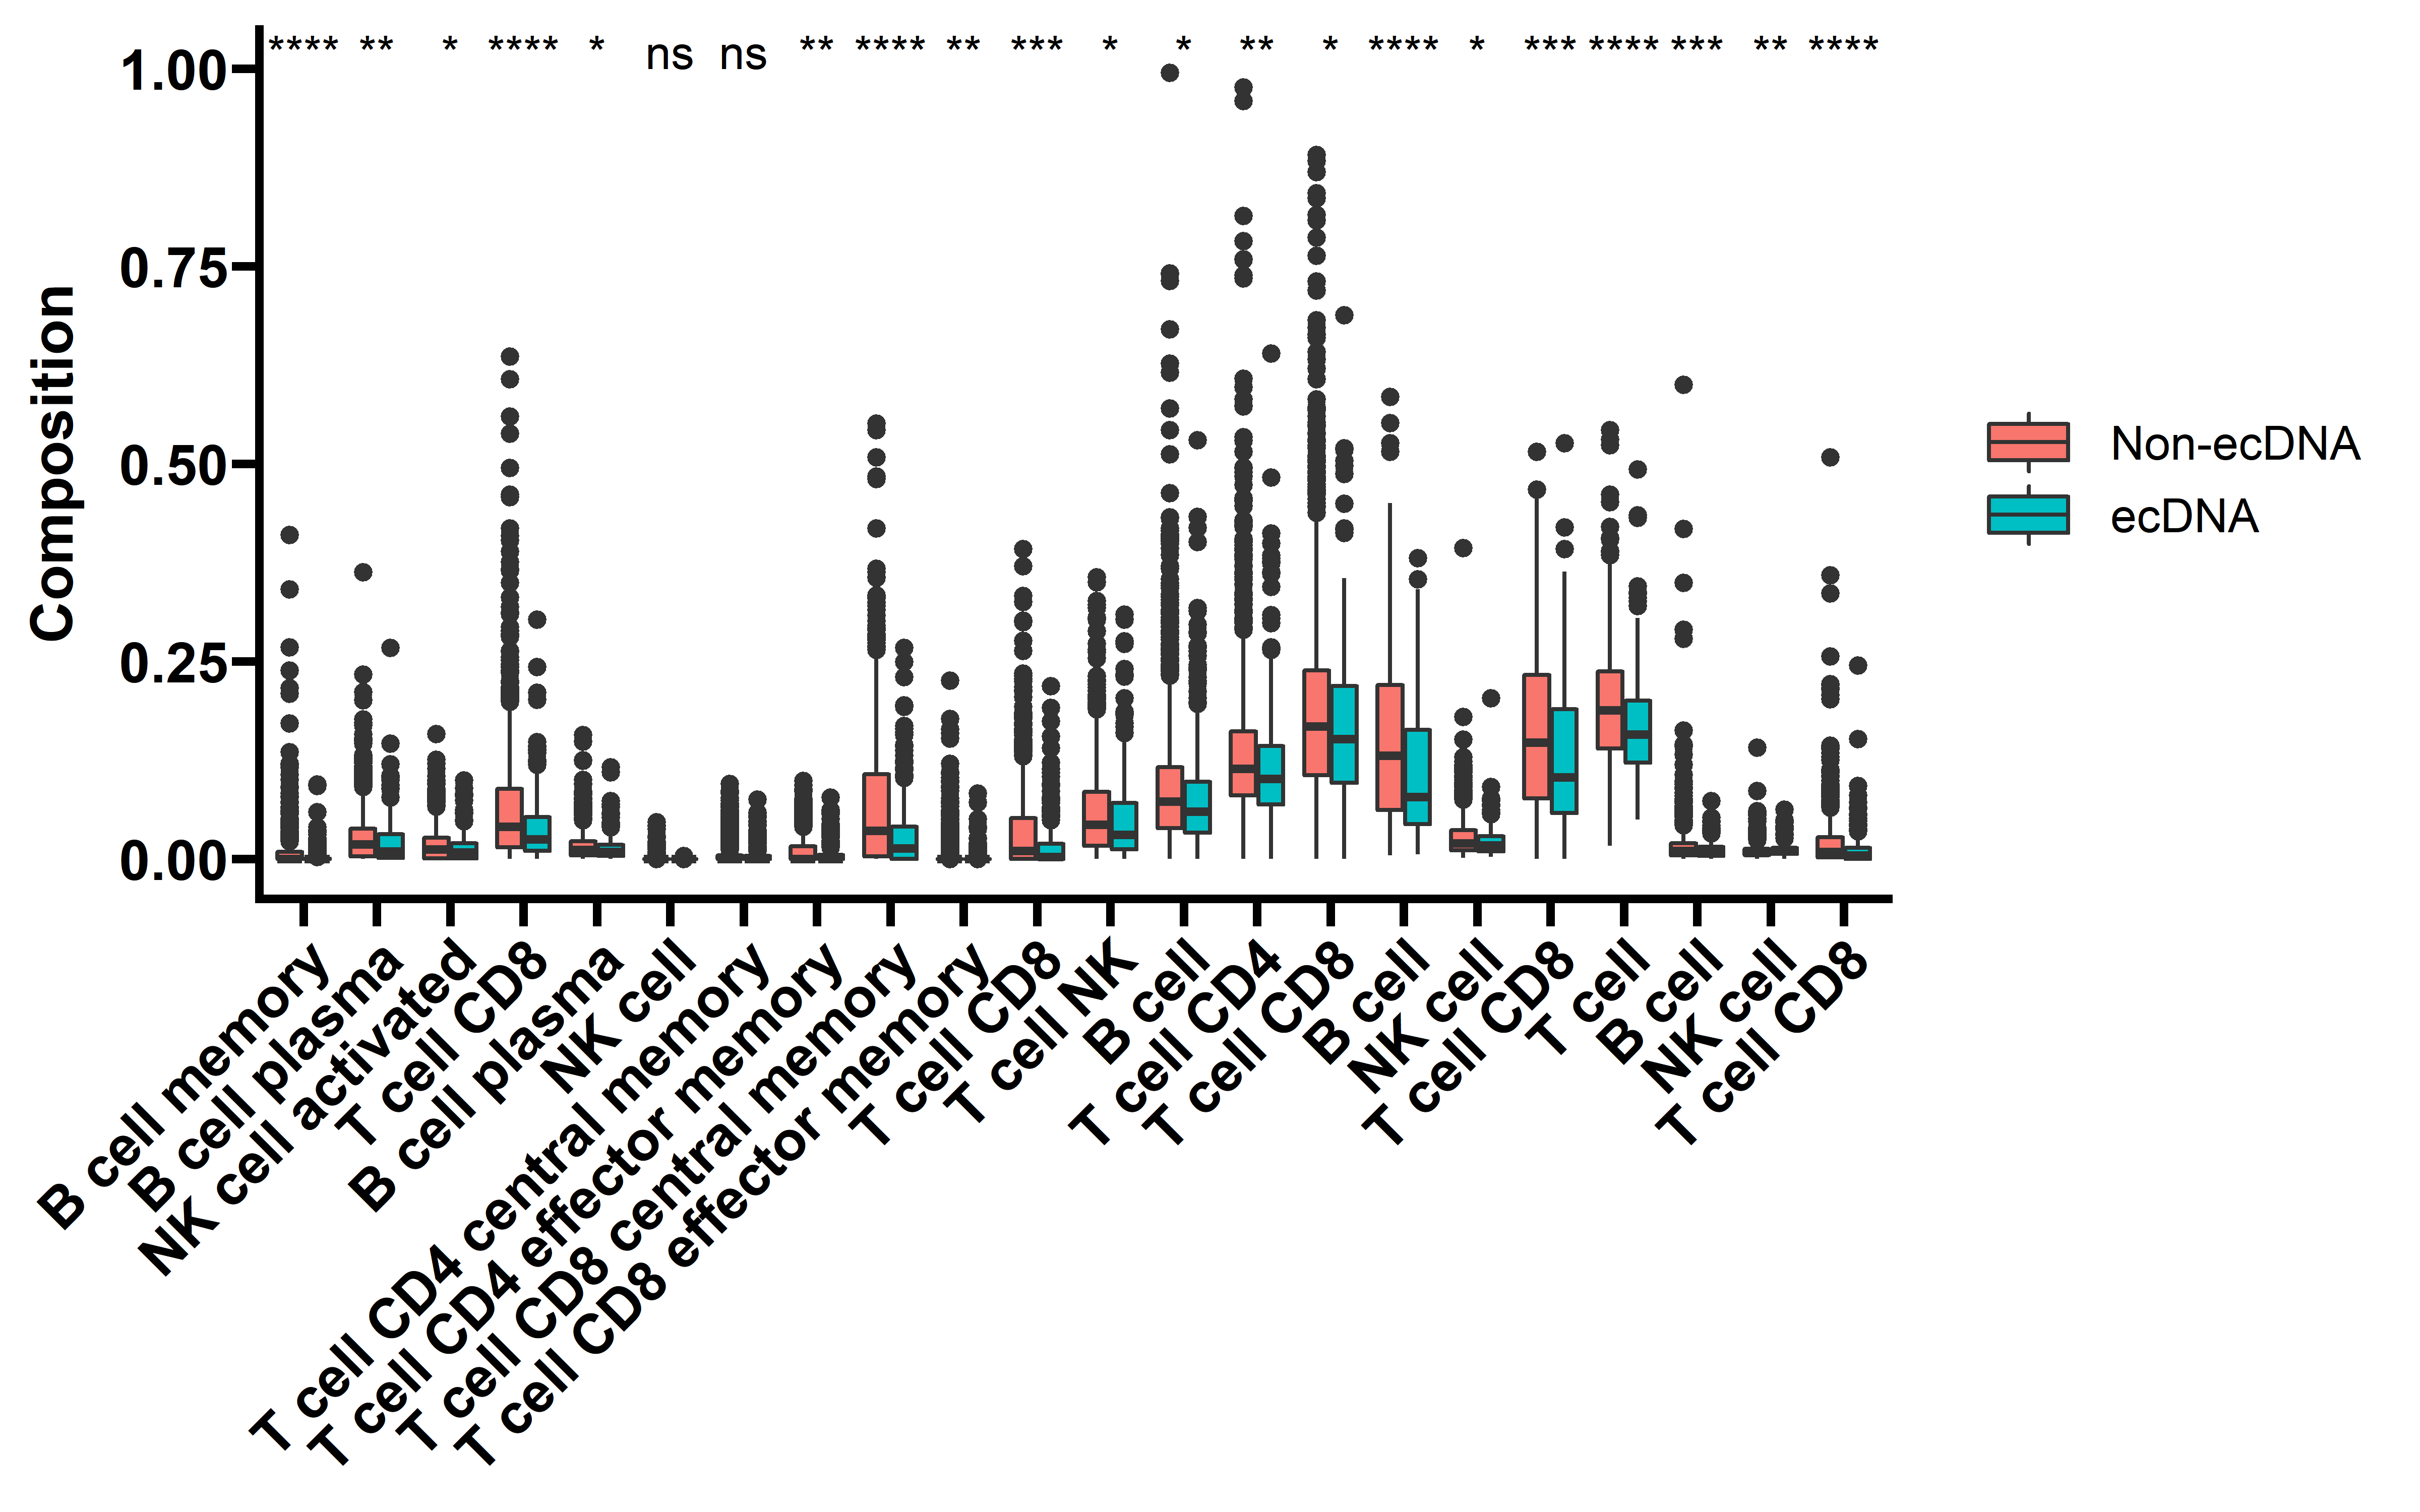 **** ** * **** * ns ns ** **** ** *** * * ** * **** * *** **** *** ** ****
1.00
0.75
0.50
0.25
0.00
Composition
Non-ecDNA
ecDNA
B cell memory
B cell plasma
NK cell activated
T cell CD8
B cell plasma
NK cell
T cell CD4 central memory
T cell CD4 effector memory
T cell CD8 central memory
T cell CD8 effector memory
T cell CD8
T cell NK
B cell
T cell CD4
T cell CD8
B cell
NK cell
T cell CD8
T cell
B cell
NK cell
T cell CD8